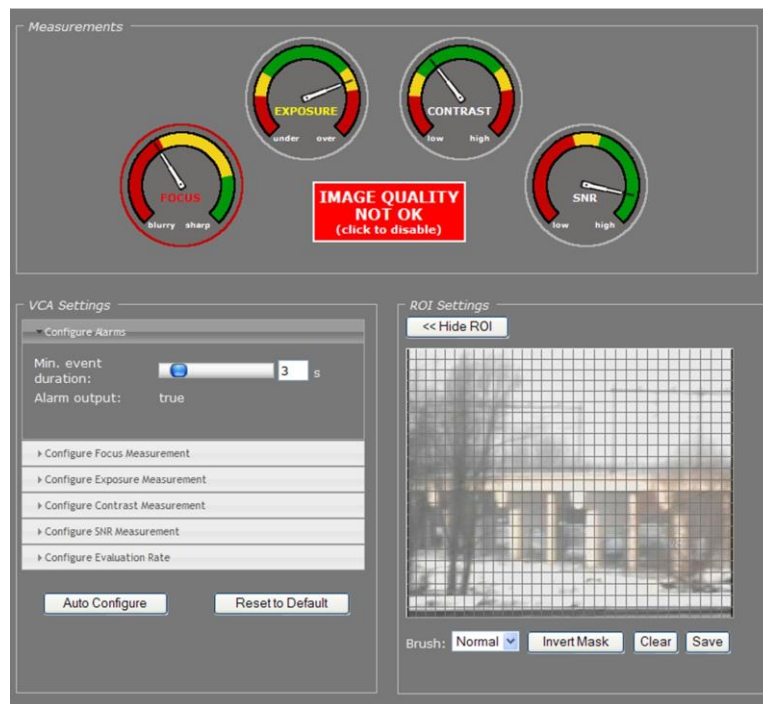 Measurements
EXPOSURE
under over
CONTRAST
low high
FOCUS
blurry sharp
IMAGE QUALITY
NOT OK
(click to disable)
SNR
low high
VCA Settings
Configure Alarms
Min. event
duration:
3 s
Alarm output: true
Configure Focus Measurement
Configure Exposure Measurement
Configure Contrast Measurement
Configure SNR Measurement
Configure Evaluation Rate
Auto Configure
Reset to Default
ROI Settings
<< Hide ROI
Brush: Normal
Invert Mask
Clear
Save